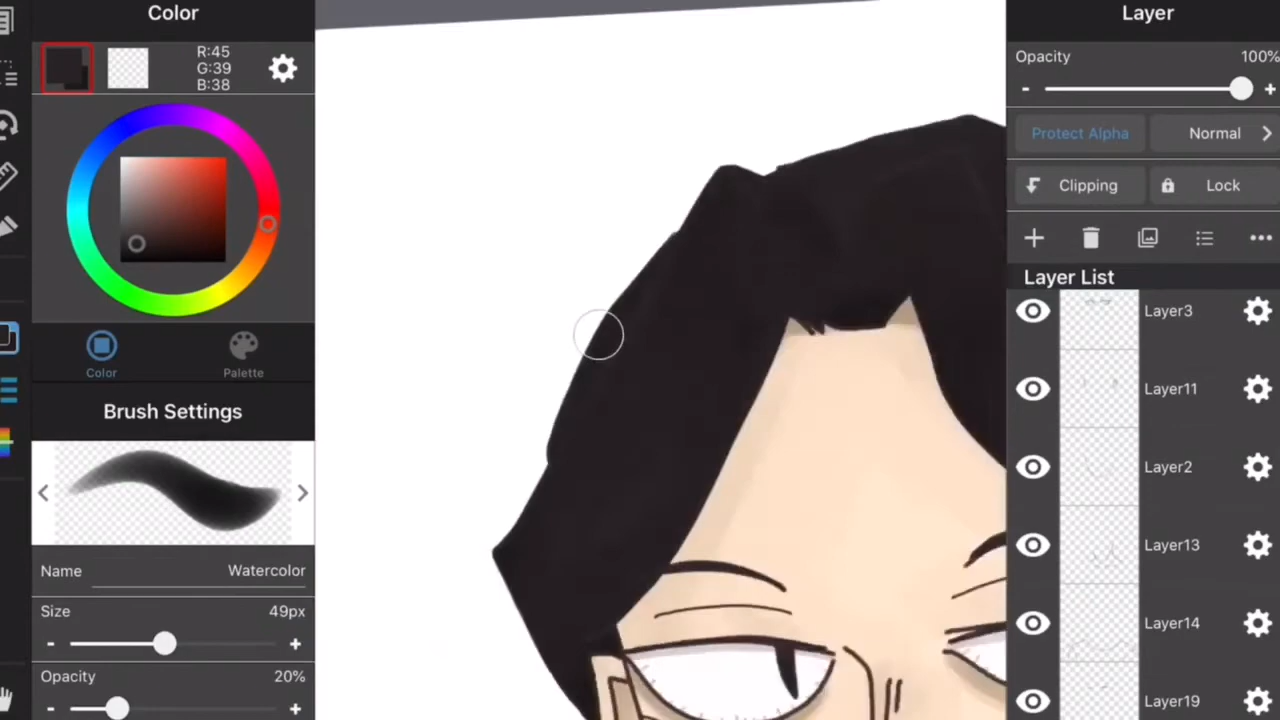 Color
R:45
G:39
B:38
Color
Palette
Brush Settings
Name Watercolor
Size 49px
- +
Opacity 20%
- +
Layer
Opacity 100%
- +
Protect Alpha Normal
Clipping Lock
Layer List
Layer3
Layer11
Layer2
Layer13
Layer14
Layer19